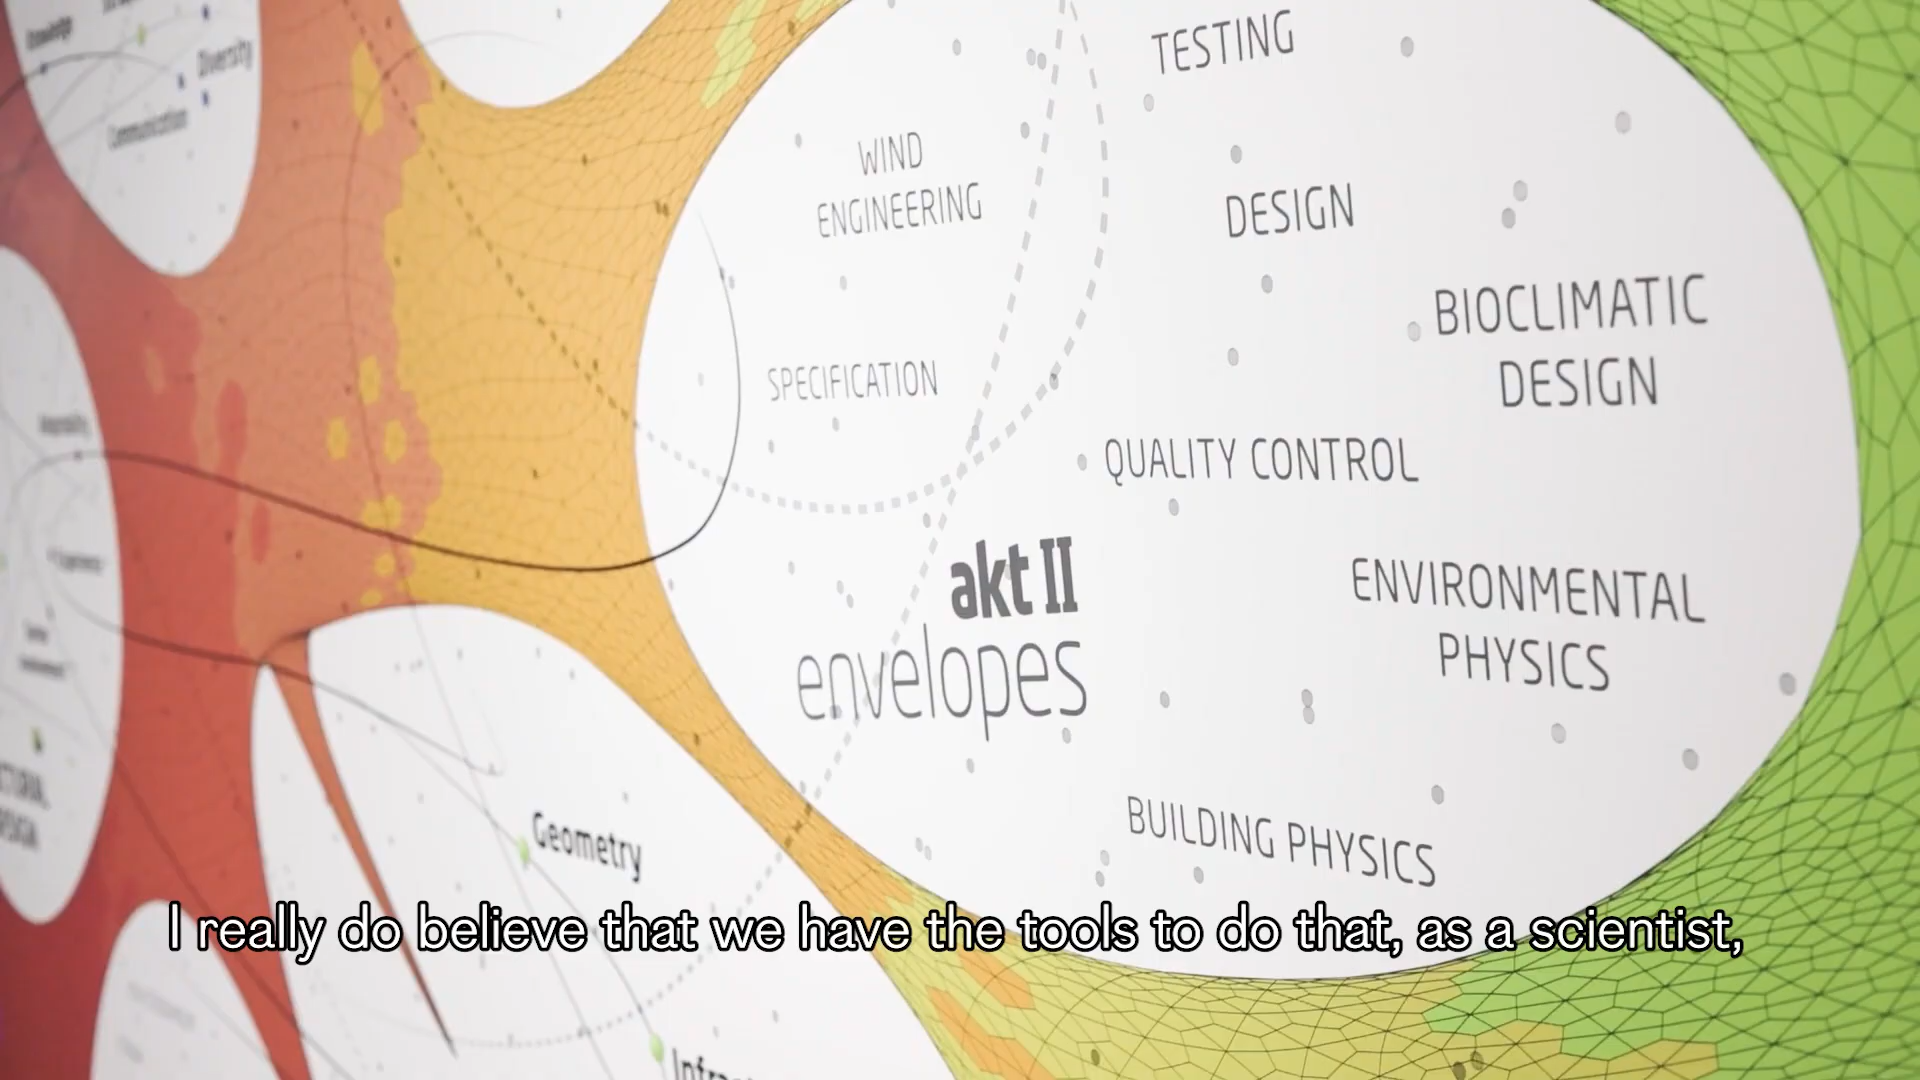 Knowledge
Diversity
Communication
TESTING
WIND
ENGINEERING
DESIGN
BIOCLIMATIC
DESIGN
SPECIFICATION
QUALITY CONTROL
akt II
envelopes
ENVIRONMENTAL
PHYSICS
BUILDING PHYSICS
Geometry
I really do believe that we have the tools to do that, as a scientist,